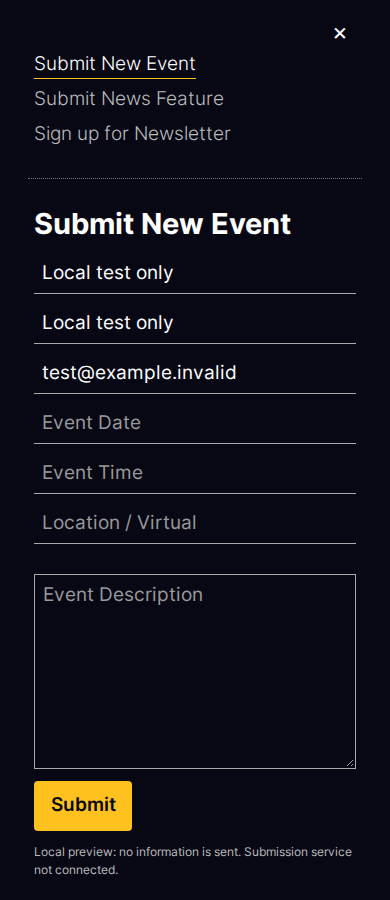 ×
Submit New Event
Submit News Feature
Sign up for Newsletter
Submit New Event
Local test only
Local test only
test@example.invalid
Event Date
Event Time
Location / Virtual
Event Description
Submit
Local preview: no information is sent. Submission service
not connected.